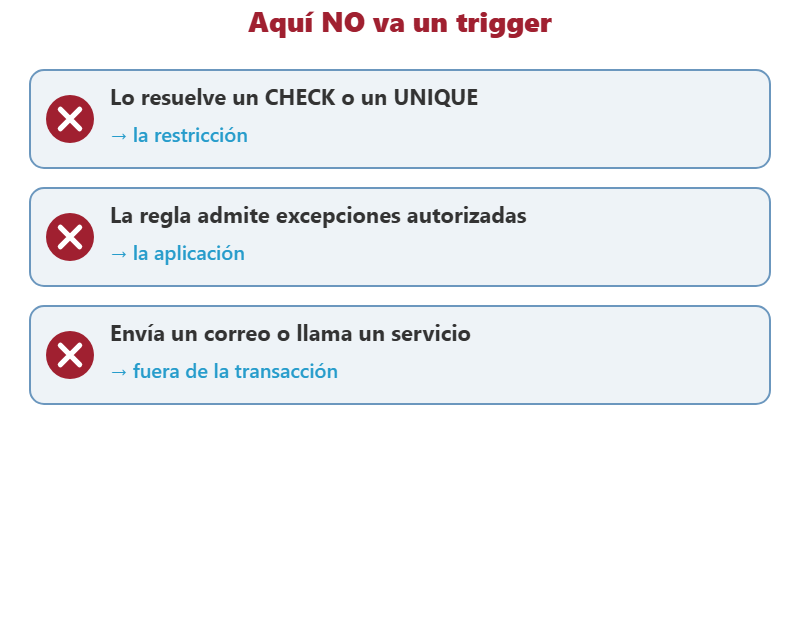 Aquí NO va un trigger
Lo resuelve un CHECK o un UNIQUE
→ la restricción
La regla admite excepciones autorizadas
→ la aplicación
Envía un correo o llama un servicio
→ fuera de la transacción